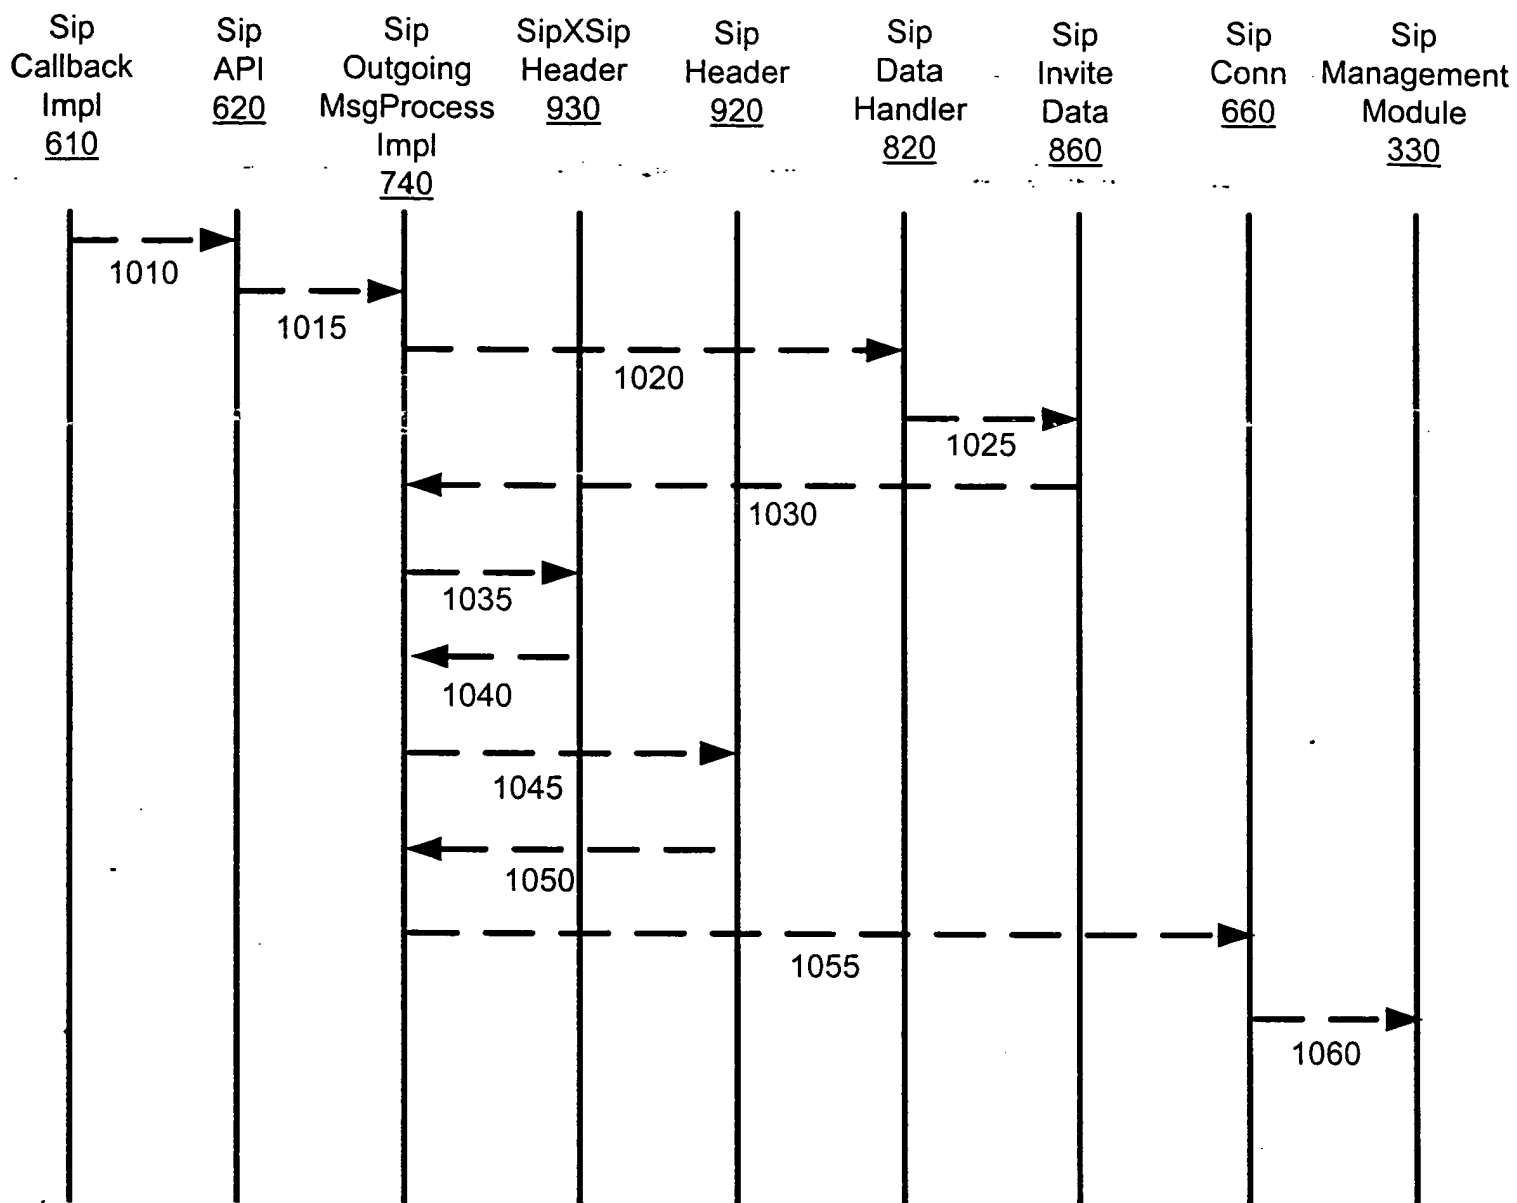 Sip
Callback
Impl
610
Sip
API
620
Sip
Outgoing
MsgProcess
Impl
740
SipXSip
Header
930
Sip
Header
920
Sip
Data
Handler
820
Sip
Invite
Data
860
Sip
Conn
660
Sip
Management
Module
330
1010
1015
1020
1025
1030
1035
1040
1045
1050
1055
1060